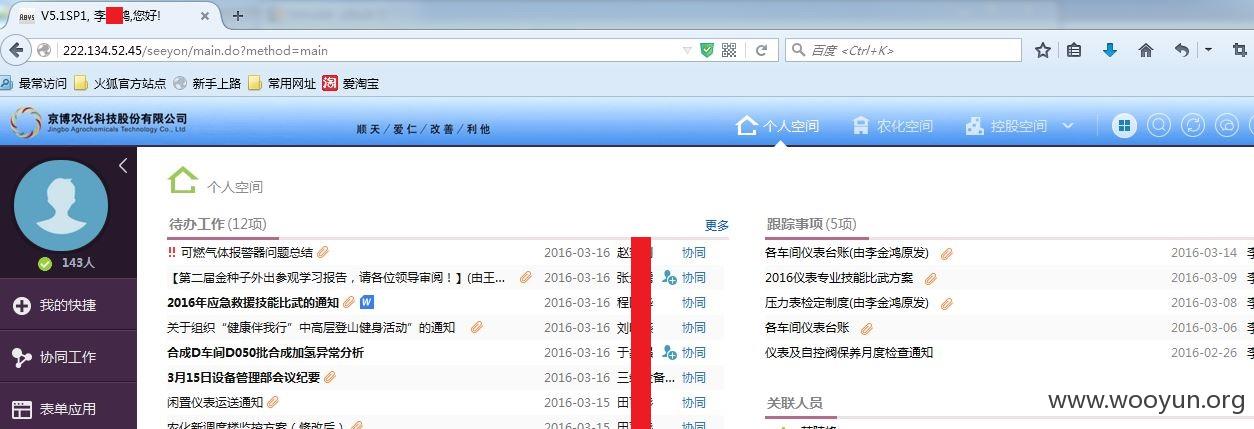 V5.1SP1, 李 鸿,您好!
222.134.52.45/seeyon/main.do?method=main
百度 <Ctrl+K>
最常访问 火狐官方站点 新手上路 常用网址 淘 爱淘宝
京博农化科技股份有限公司
Jingbo Agrochemicals Technology Co., Ltd
顺天/爱仁/改善/利他
个人空间 农化空间 控股空间
个人空间
143人
我的快捷
协同工作
表单应用
待办工作(12项) 更多
!! 可燃气体报警器问题总结 2016-03-16 赵 协同
【第二届金种子外出参观学习报告，请各位领导审阅！】(由王... 2016-03-16 张 协同
2016年应急救援技能比武的通知 W 2016-03-16 程 协同
关于组织“健康伴我行”中高层登山健身活动”的通知 2016-03-16 刘 协同
合成D车间D050批合成加氢异常分析 2016-03-16 于 协同
3月15日设备管理部会议纪要 2016-03-16 三 设备... 协同
闲置仪表运送通知 2016-03-15 田 协同
农化新调度楼监控方案（修改后） 2016-03-15 田 协同
跟踪事项(5项)
各车间仪表台账(由李金鸿原发) 2016-03-14 李
2016仪表专业技能比武方案 2016-03-09 李
压力表检定制度(由李金鸿原发) 2016-03-08 李
各车间仪表台账 2016-03-06 李
仪表及自控阀保养月度检查通知 2016-02-26 李
关联人员
www.wooyun.org